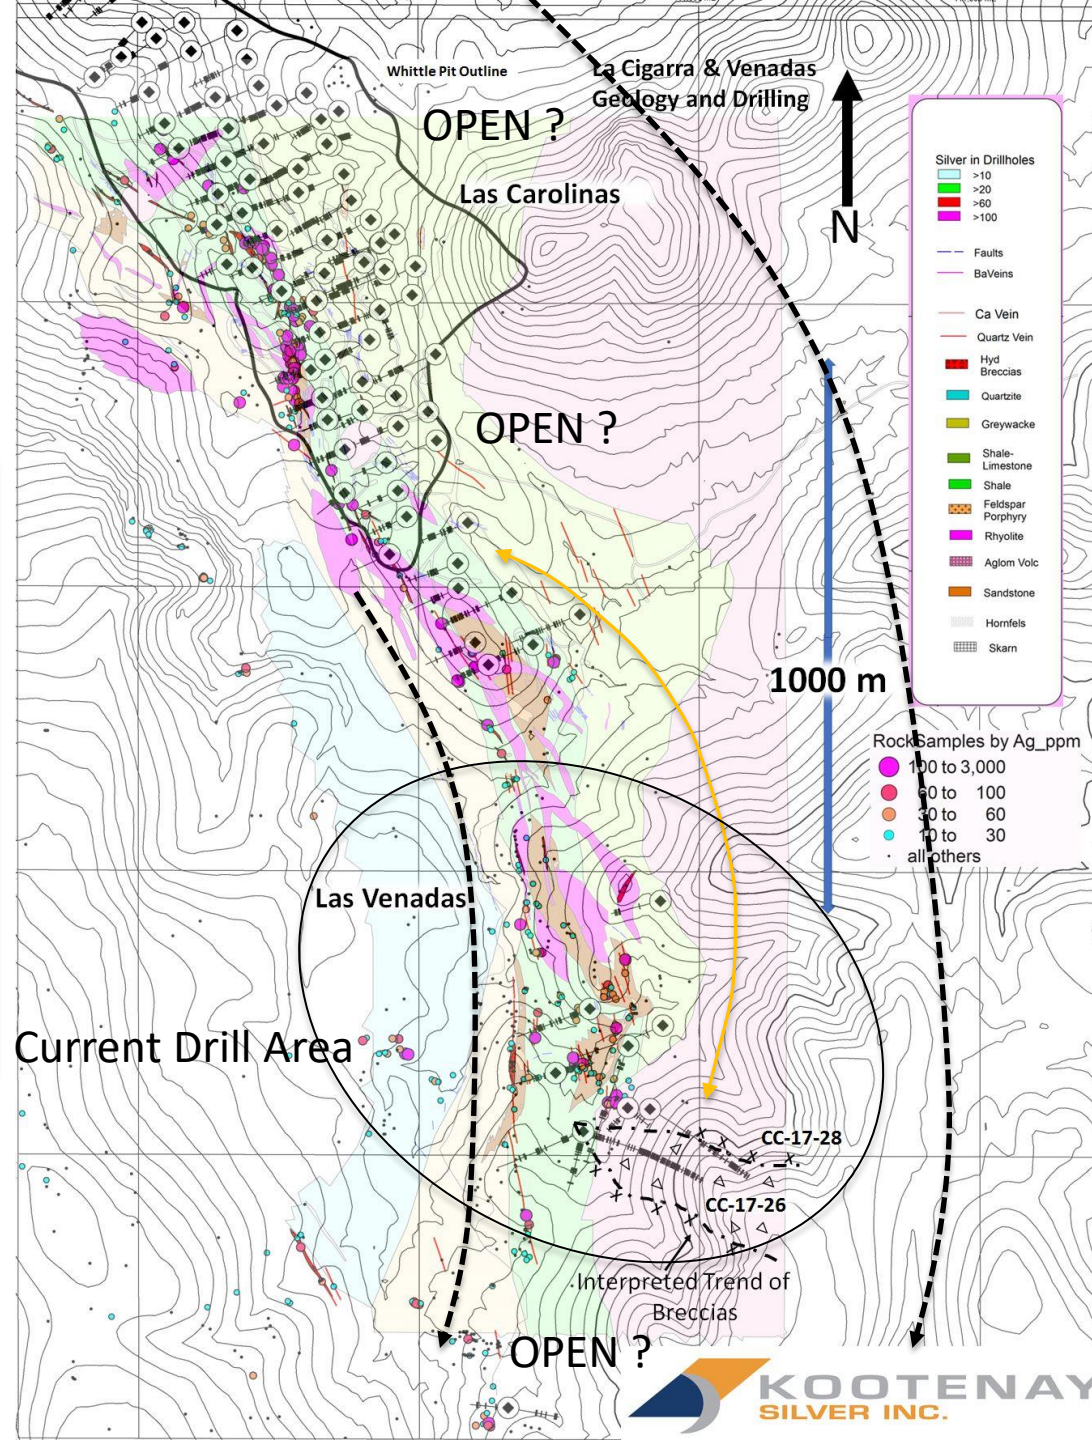 Whittle Pit Outline
La Cigarra & Venadas
Geology and Drilling
OPEN ?
Las Carolinas
N
Silver in Drillholes
>10
>20
>60
>100
Faults
BaVeins
Ca Vein
Quartz Vein
Hyd
Breccias
Quartzite
Greywacke
Shale-
Limestone
Shale
Feldspar
Porphyry
Rhyolite
Aglom Volc
Sandstone
Hornfels
Skarn
OPEN ?
1000 m
RockSamples by Ag_ppm
100 to 3,000
60 to 100
30 to 60
10 to 30
all others
Las Venadas
Current Drill Area
CC-17-28
CC-17-26
Interpreted Trend of
Breccias
OPEN ?
KOOTENAY
SILVER INC.